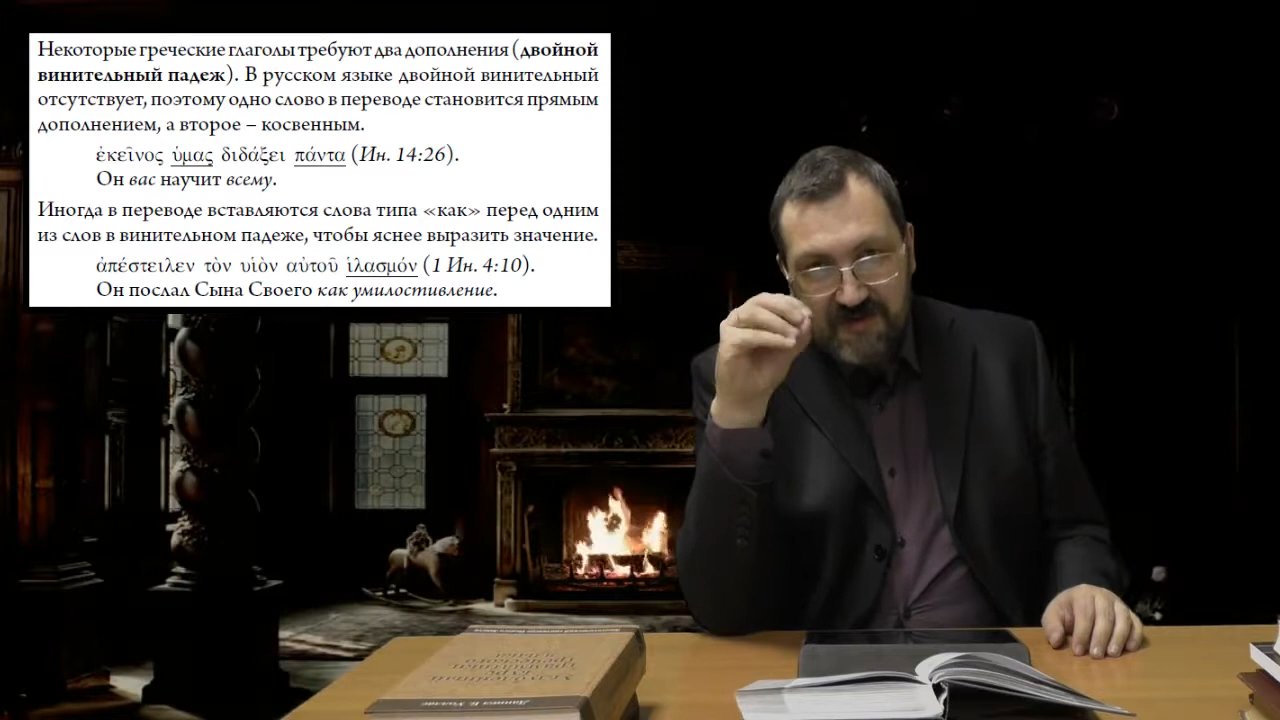 Некоторые греческие глаголы требуют два дополнения (двойной
винительный падеж). В русском языке двойной винительный
отсутствует, поэтому одно слово в переводе становится прямым
дополнением, а второе – косвенным.
ἐκεῖνος ὑμας διδάξει πάντα (Ин. 14:26).
Он вас научит всему.
Иногда в переводе вставляются слова типа «как» перед одним
из слов в винительном падеже, чтобы яснее выразить значение.
ἀπέστειλεν τὸν υἱὸν αὐτοῦ ἱλασμόν (1 Ин. 4:10).
Он послал Сына Своего как умилостивление.
Дэниел Б. Уоллис